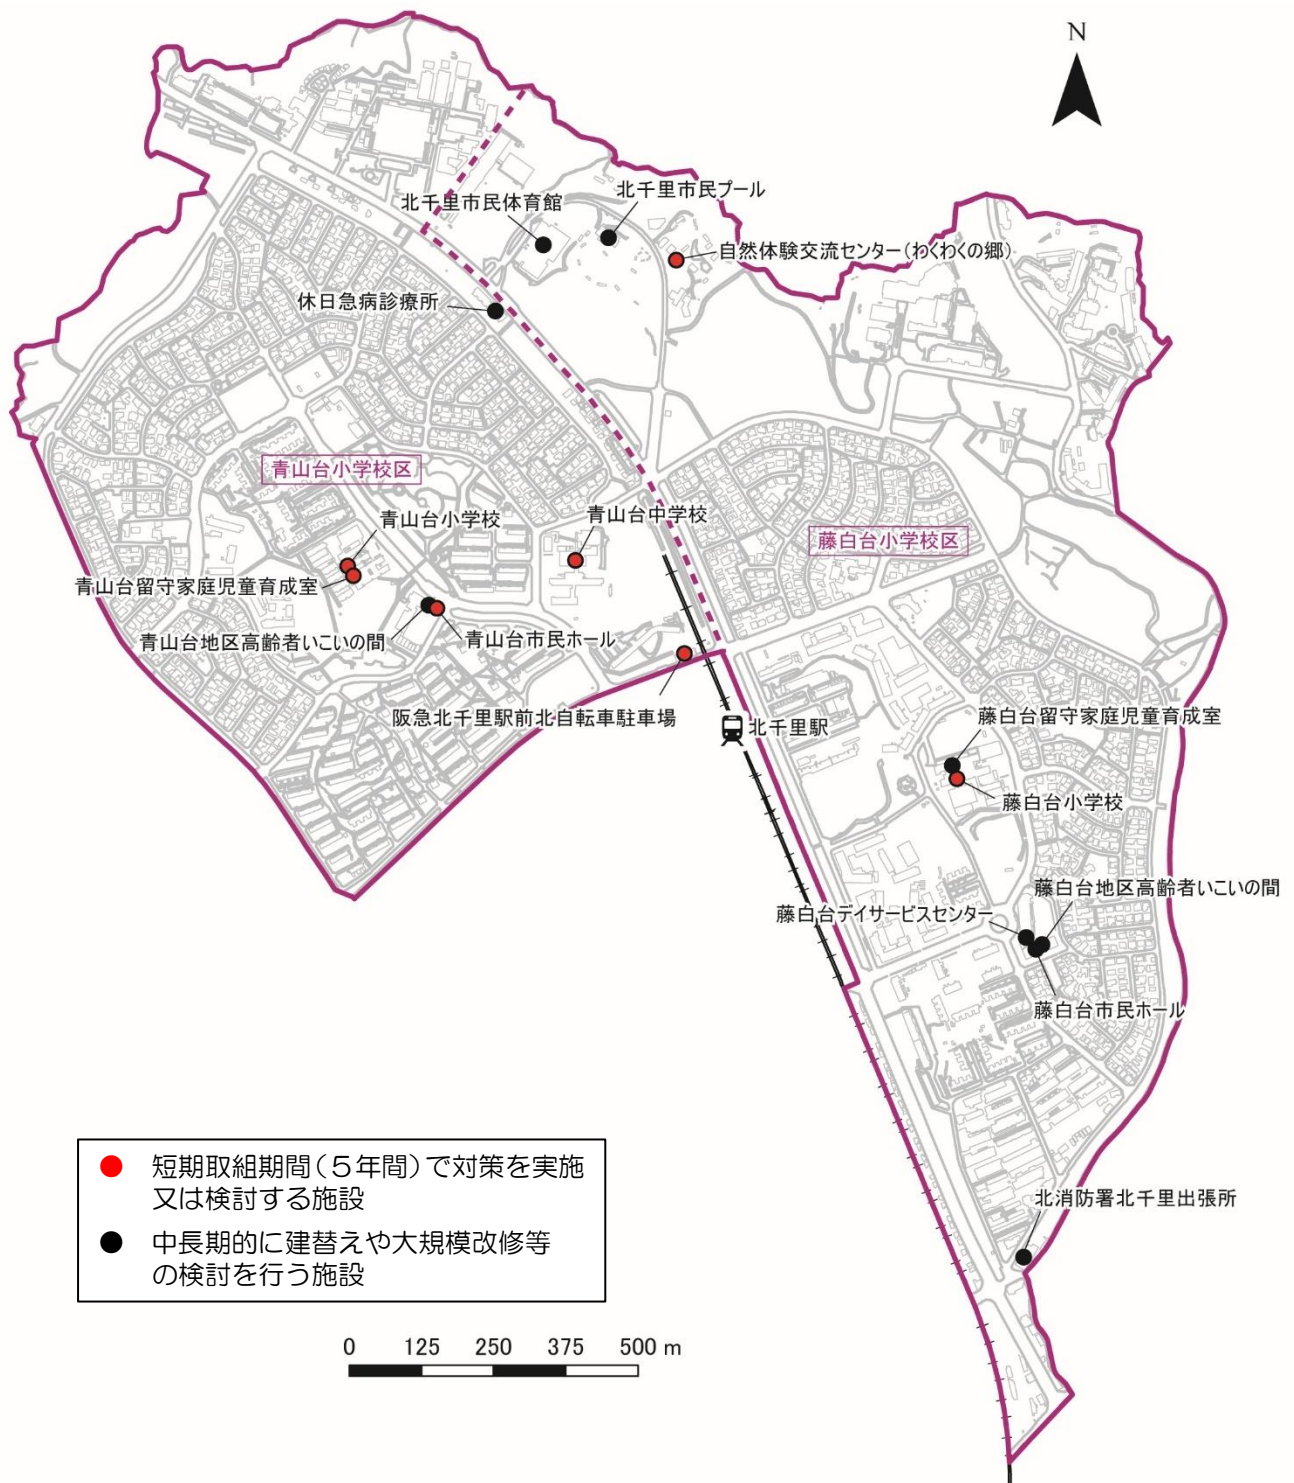 N
北千里市民プール
北千里市民体育館
自然体験交流センター(わくわくの郷)
休日急病診療所
青山台小学校区
青山台小学校
青山台中学校
藤白台小学校区
青山台留守家庭児童育成室
青山台地区高齢者いこいの間
青山台市民ホール
阪急北千里駅前北自転車駐車場
北千里駅
藤白台留守家庭児童育成室
藤白台小学校
藤白台地区高齢者いこいの間
藤白台デイサービスセンター
藤白台市民ホール
北消防署北千里出張所
短期取組期間(5年間)で対策を実施
又は検討する施設
中長期的に建替えや大規模改修等
の検討を行う施設
0 125 250 375 500 m